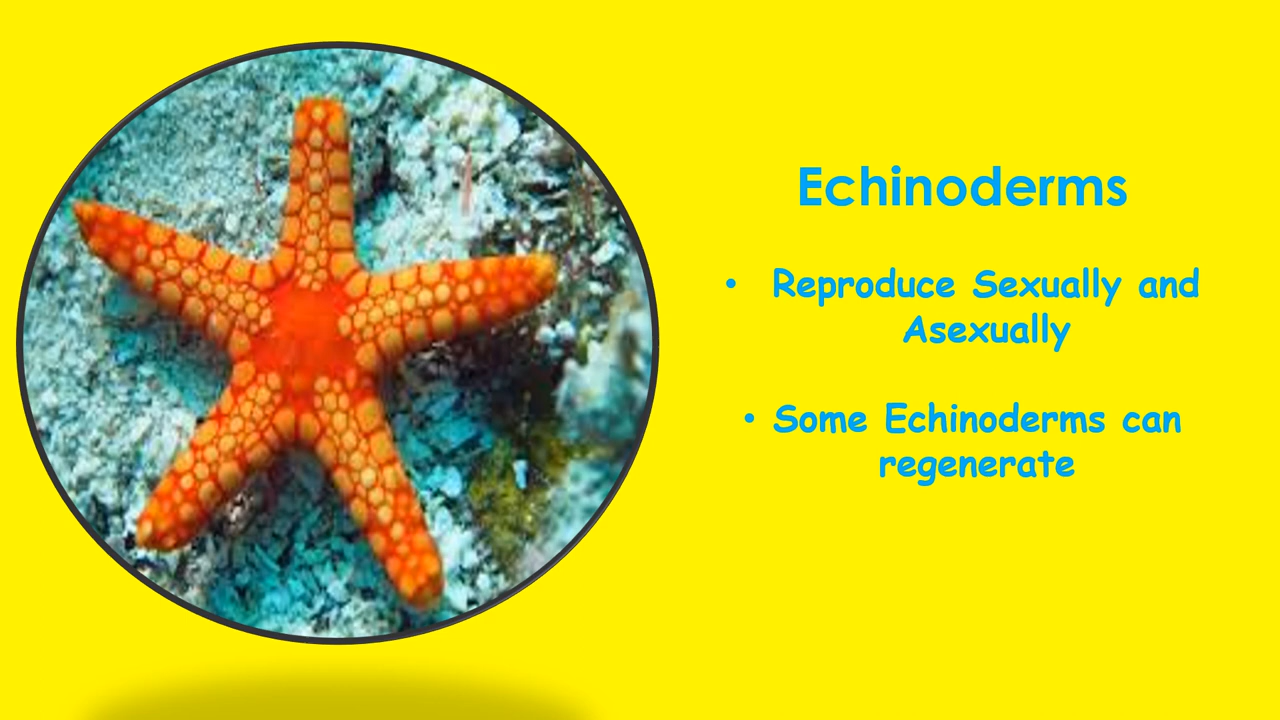 Echinoderms
• Reproduce Sexually and
Asexually
• Some Echinoderms can
regenerate